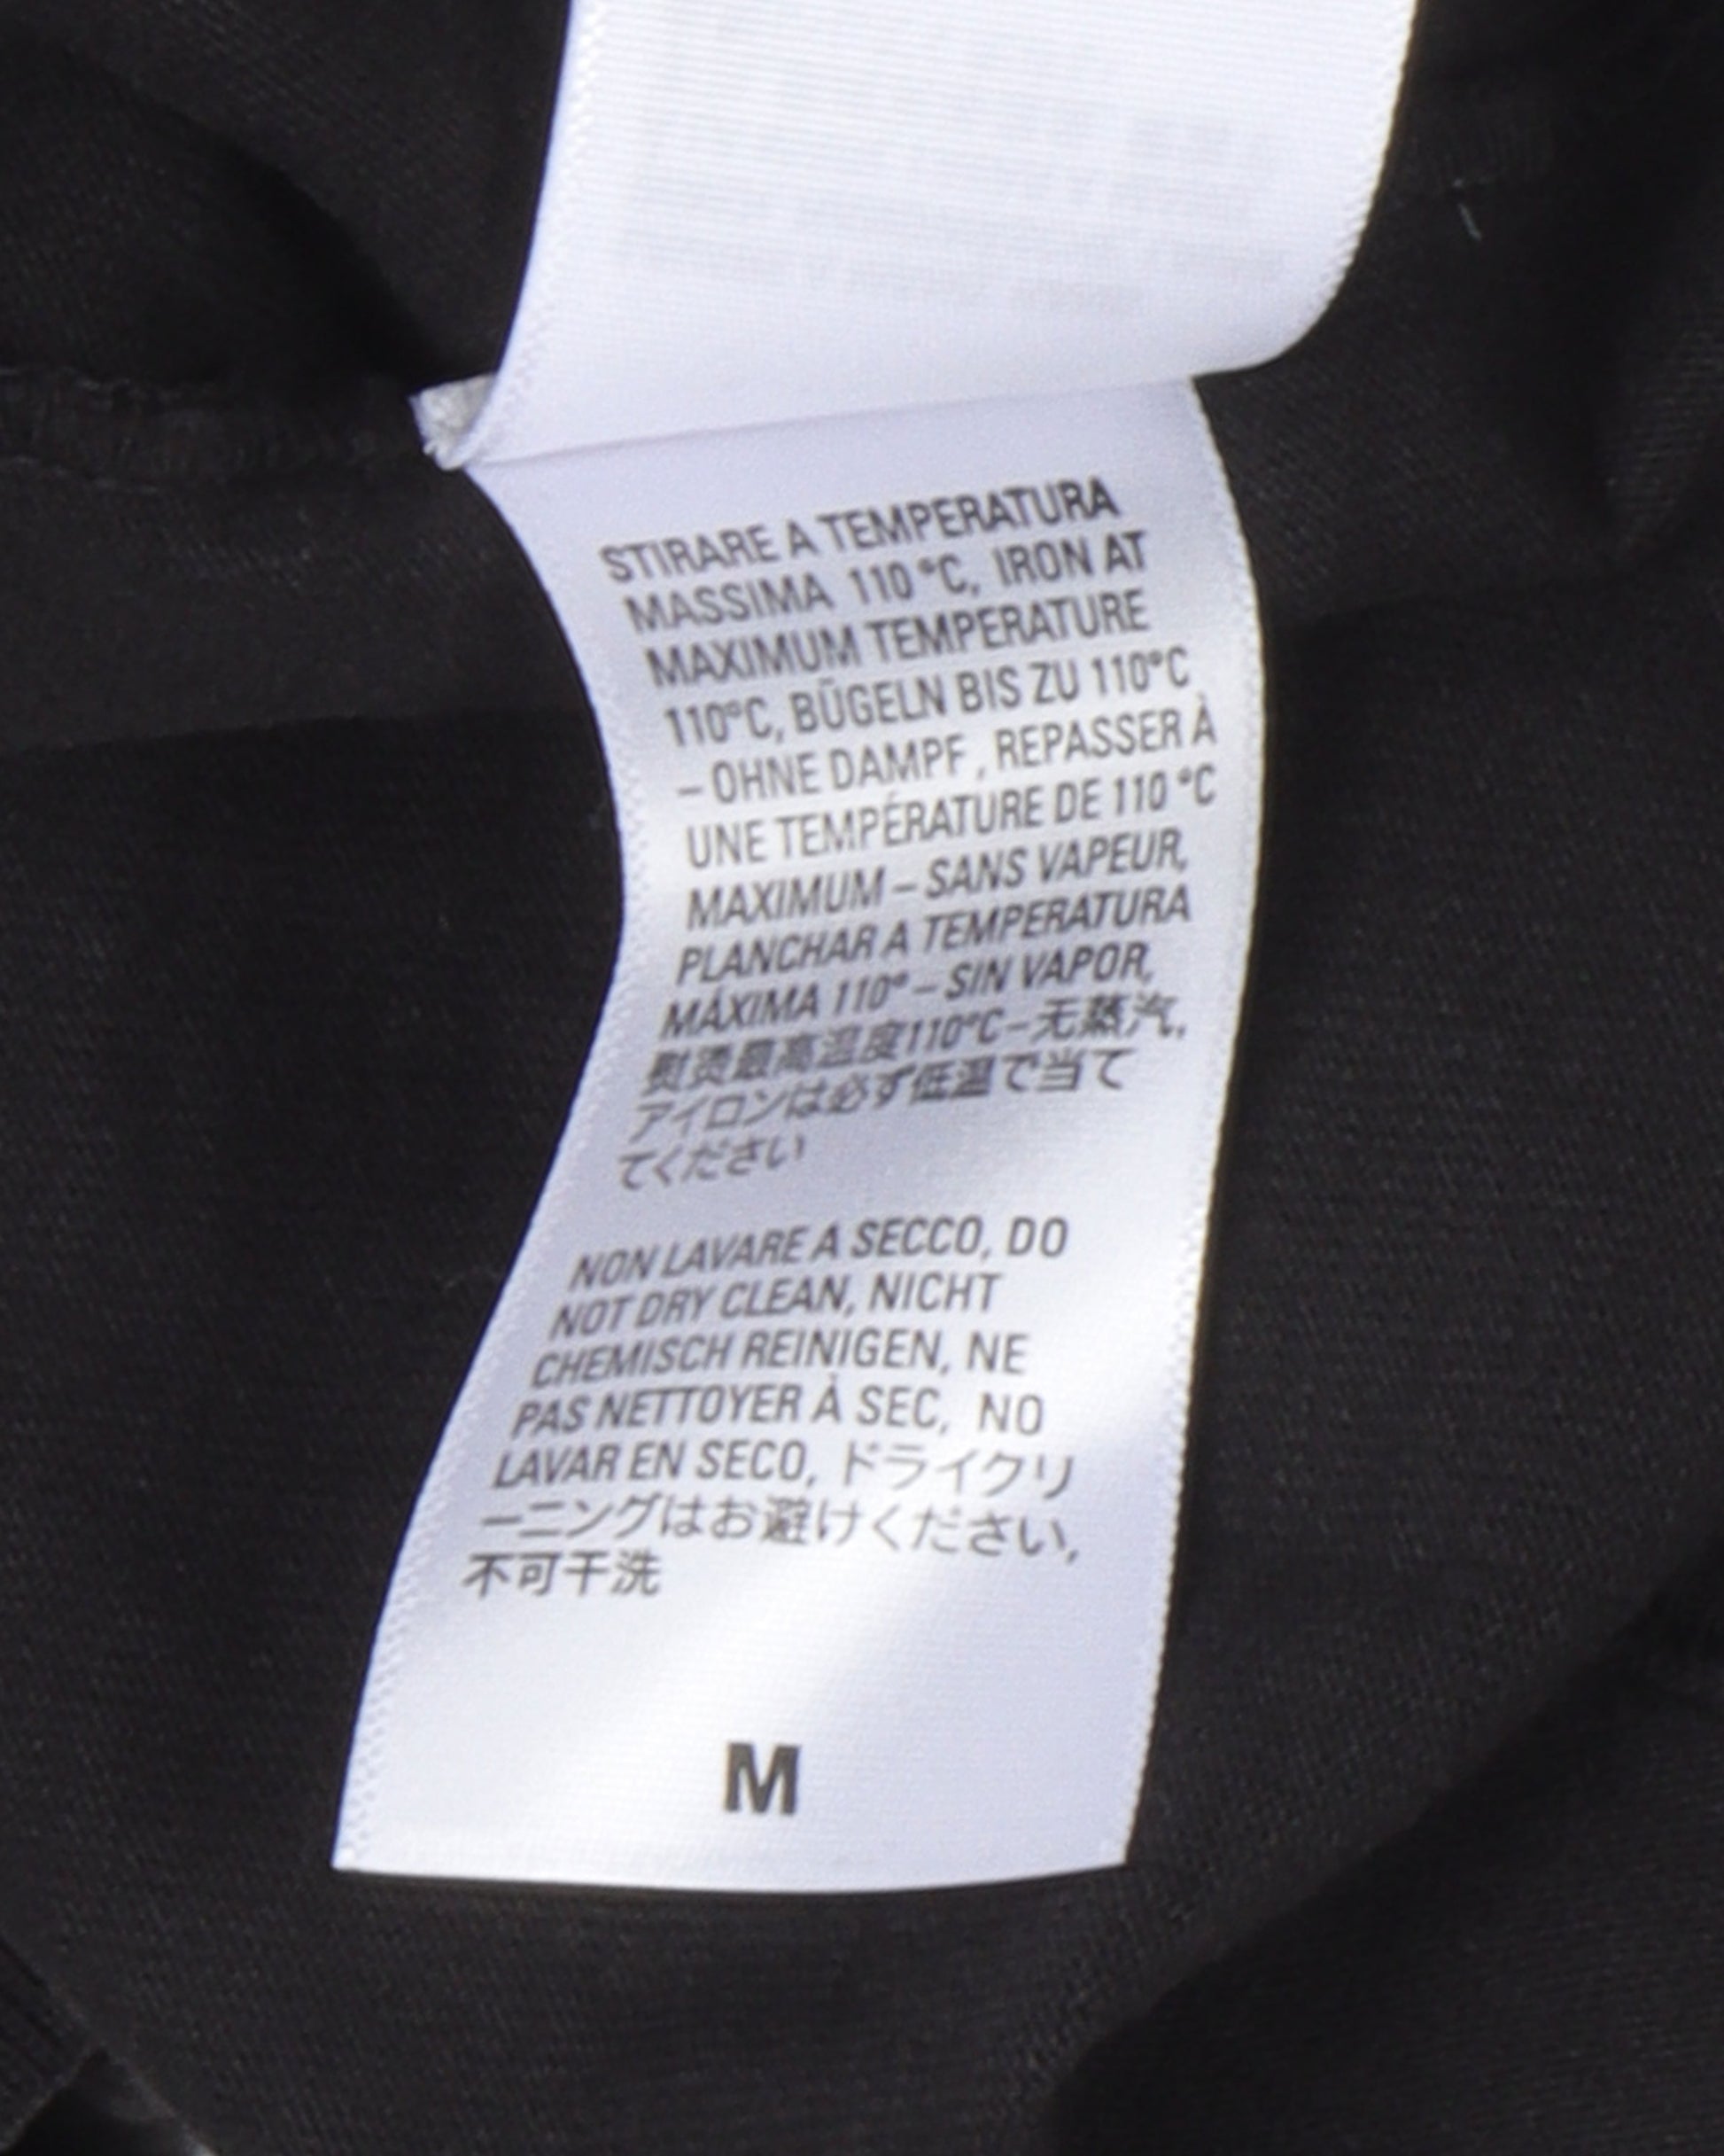 STIRARE A TEMPERATURA
MASSIMA 110 °C, IRON AT
MAXIMUM TEMPERATURE
110°C, BÜGELN BIS ZU 110°C
– OHNE DAMPF , REPASSER À
UNE TEMPÉRATURE DE 110 °C
MAXIMUM – SANS VAPEUR,
PLANCHAR A TEMPERATURA
MÁXIMA 110° – SIN VAPOR,
熨烫最高温度110°C–无蒸汽,
アイロンは必ず低温で当て
てください
NON LAVARE A SECCO, DO
NOT DRY CLEAN, NICHT
CHEMISCH REINIGEN, NE
PAS NETTOYER À SEC, NO
LAVAR EN SECO, ドライクリ
ーニングはお避けください,
不可干洗
M